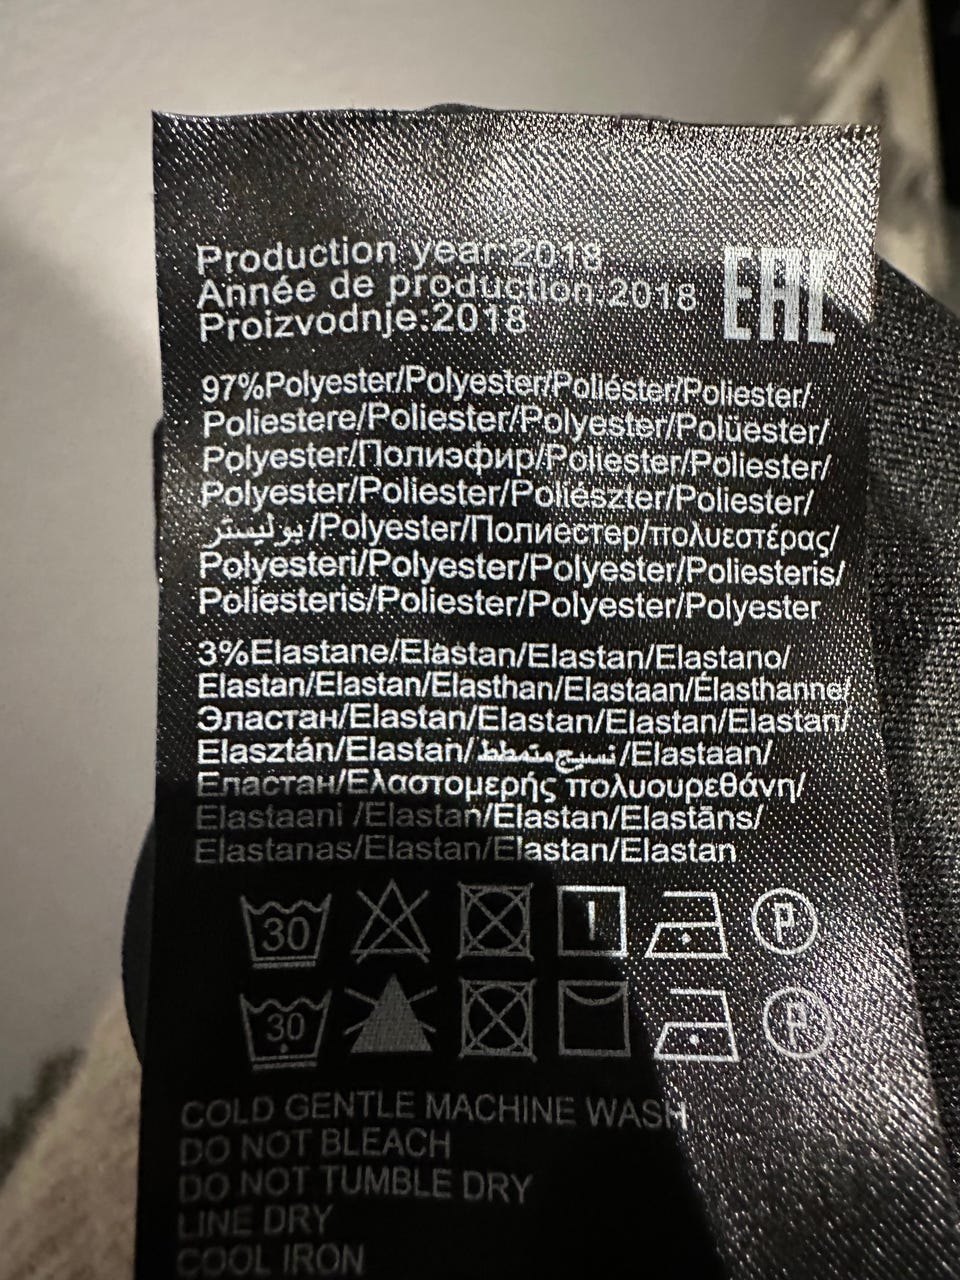 Production year:2018
Année de production:2018
Proizvodnje:2018
EAC
97%Polyester/Polyester/Poliéster/Poliester/
Poliestere/Poliester/Polyester/Polüester/
Polyester/Полиэфир/Poliester/Poliester/
Polyester/Poliester/Poliészter/Poliester/
بوليستر/Polyester/Полиестер/πολυεστέρας/
Polyesteri/Polyester/Polyester/Poliesteris/
Poliesteris/Poliester/Polyester/Polyester
3%Elastane/Elastan/Elastan/Elastano/
Elastan/Elastan/Elasthan/Elastaan/Élasthanne/
Эластан/Elastan/Elastan/Elastan/Elastan/
Elasztán/Elastan/نسيج متمطط/Elastaan/
Еластан/Ελαστομερής πολυουρεθάνη/
Elastaani /Elastan/Elastan/Elastāns/
Elastanas/Elastan/Elastan/Elastan
30 P
30 P
COLD GENTLE MACHINE WASH
DO NOT BLEACH
DO NOT TUMBLE DRY
LINE DRY
COOL IRON